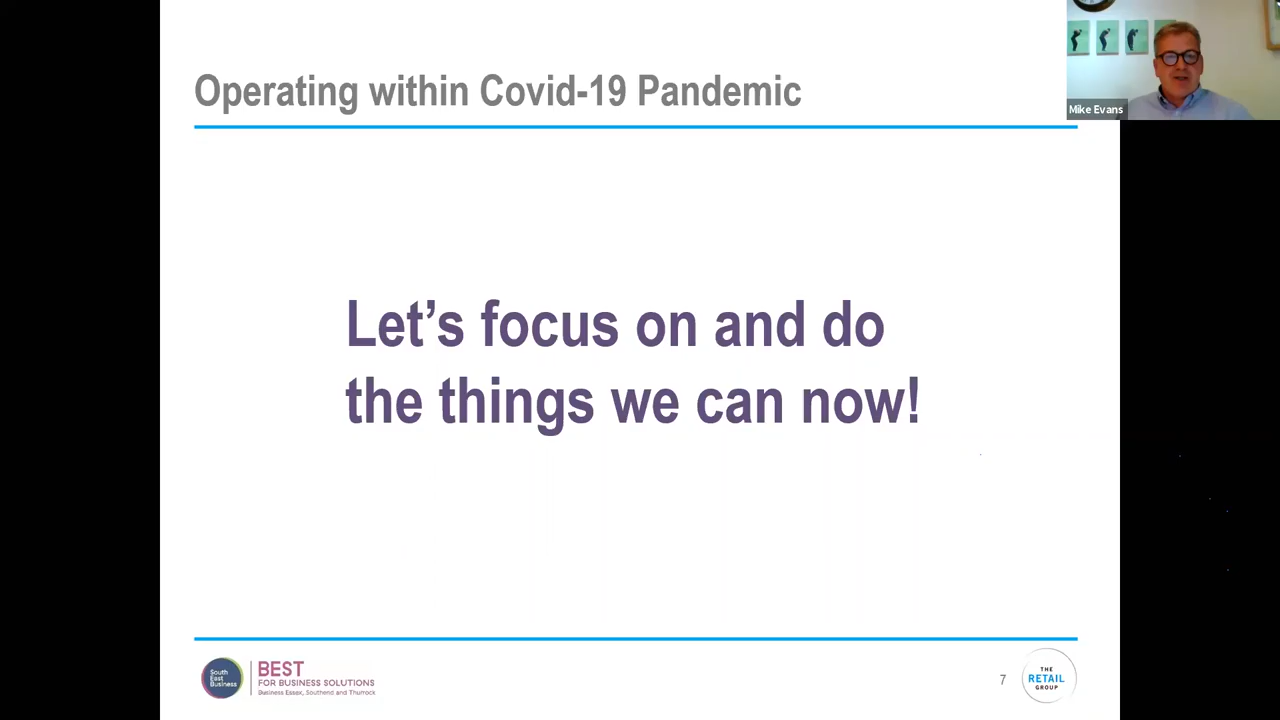 Operating within Covid-19 Pandemic
Mike Evans
Let's focus on and do
the things we can now!
South
East
Business
BEST
FOR BUSINESS SOLUTIONS
Business Essex, Southend and Thurrock
7
THE
RETAIL
GROUP